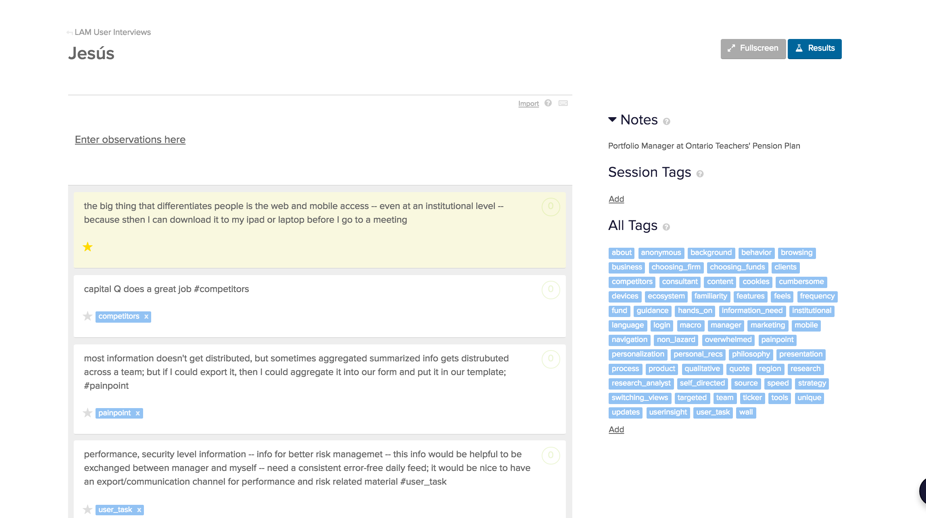 LAM User Interviews
Jesús
Fullscreen
Results
Import
Enter observations here
the big thing that differentiates people is the web and mobile access -- even at an institutional level --
because sthen I can download it to my ipad or laptop before I go to a meeting
0
capital Q does a great job #competitors
0
competitors x
most information doesn't get distributed, but sometimes aggregated summarized info gets distrubuted
across a team; but if I could export it, then I could aggregate it into our form and put it in our template;
#painpoint
0
painpoint x
performance, security level information -- info for better risk managemet -- this info would be helpful to be
exchanged between manager and myself -- need a consistent error-free daily feed; it would be nice to have
an export/communication channel for performance and risk related material #user_task
0
user_task x
Notes ?
Portfolio Manager at Ontario Teachers' Pension Plan
Session Tags ?
Add
All Tags ?
about anonymous background behavior browsing
business choosing_firm choosing_funds clients
competitors consultant content cookies cumbersome
devices ecosystem familiarity features feels frequency
fund guidance hands_on information_need institutional
language login macro manager marketing mobile
navigation non_lazard overwhelmed painpoint
personalization personal_recs philosophy presentation
process product qualitative quote region research
research_analyst self_directed source speed strategy
switching_views targeted team ticker tools unique
updates userinsight user_task wall
Add